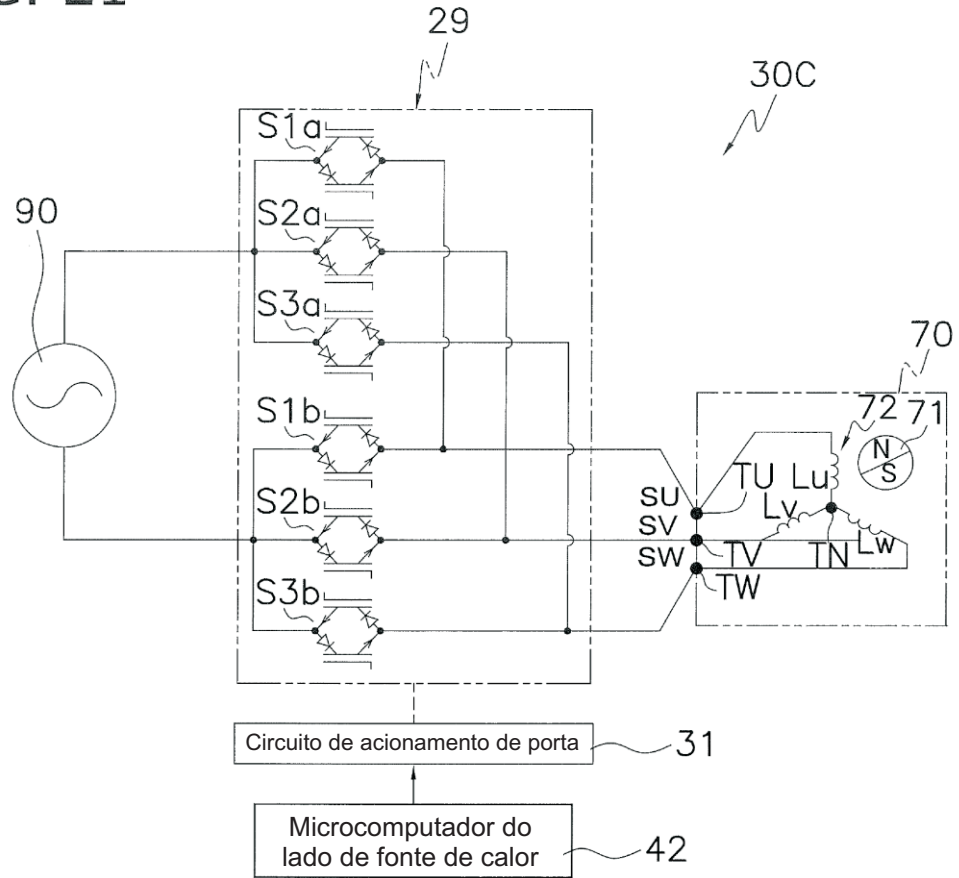 29
30C
S1a
90
S2a
S3a
70
S1b
72
71
N
S
TU
Lu
SU
Lv
S2b
SV
SW
TV
TN
Lw
TW
S3b
Circuito de acionamento de porta
31
Microcomputador do
lado de fonte de calor
42